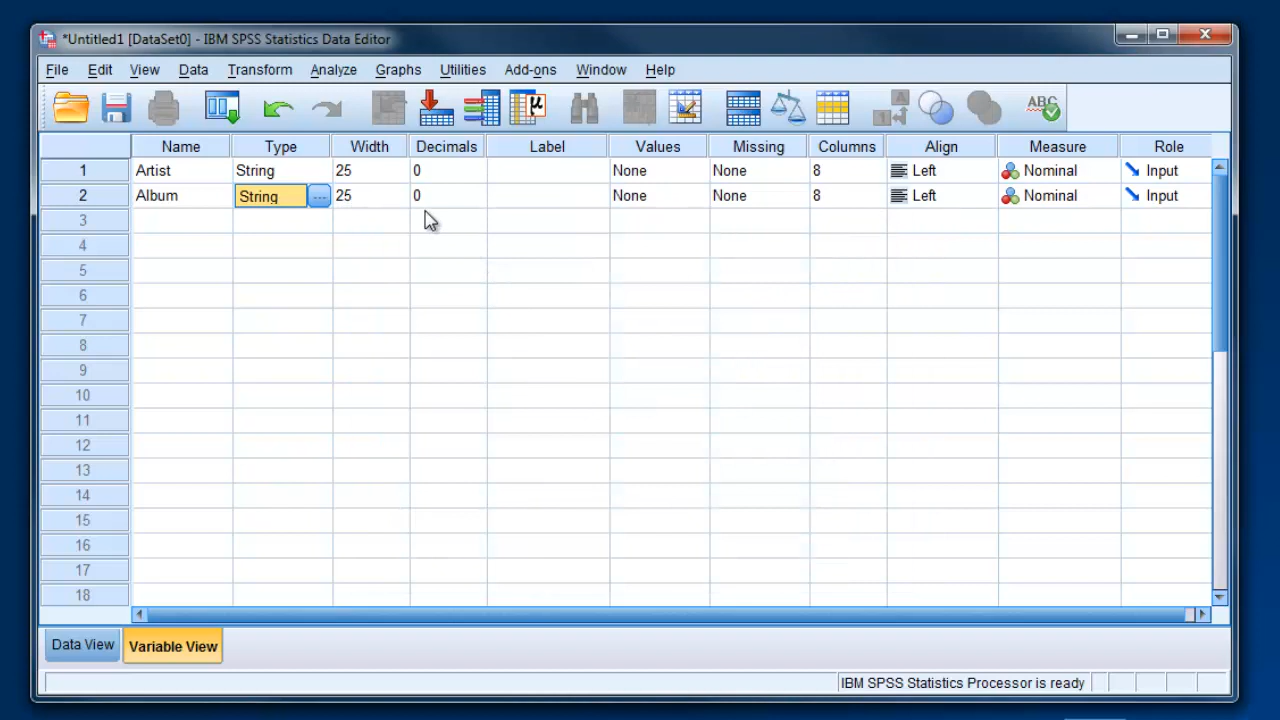 *Untitled1 [DataSet0] - IBM SPSS Statistics Data Editor
File Edit View Data Transform Analyze Graphs Utilities Add-ons Window Help
1 A μ A 1 ABC
Name Type Width Decimals Label Values Missing Columns Align Measure Role
1 Artist String 25 0 None None 8 Left Nominal Input
2 Album String ... 25 0 None None 8 Left Nominal Input
3
4
5
6
7
8
9
10
11
12
13
14
15
16
17
18
Data View Variable View
IBM SPSS Statistics Processor is ready